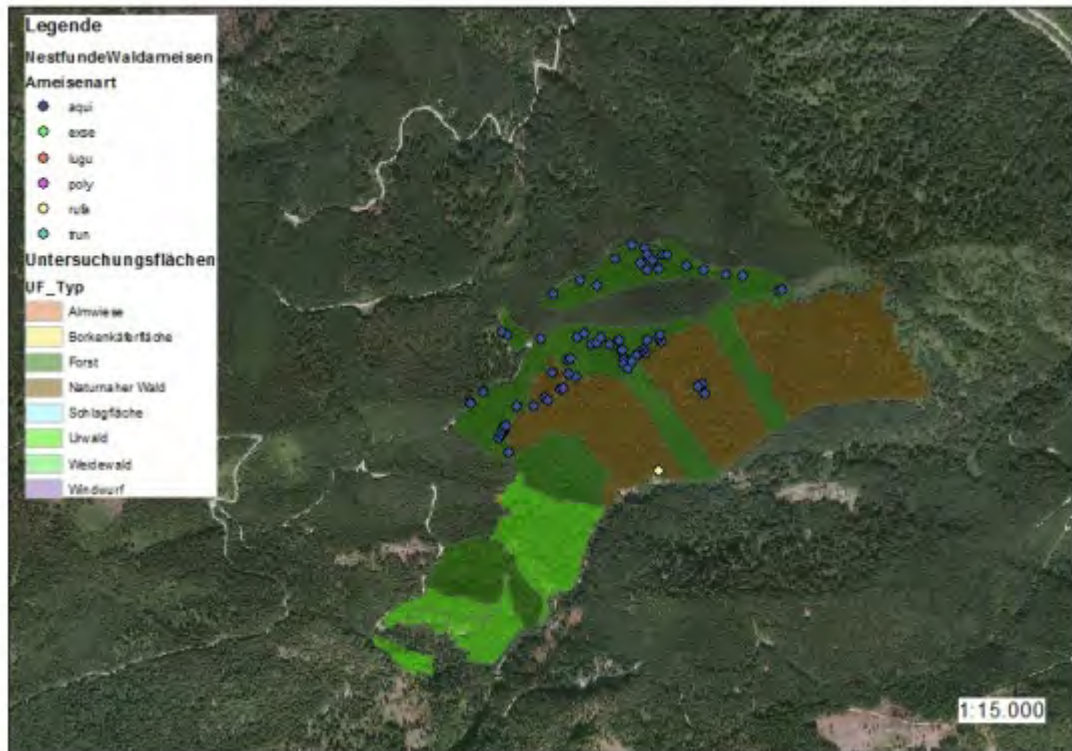 Legende
NestfundeWaldameisen
Ameisenart
aqui
exse
lugu
poly
rufa
trun
Untersuchungsflächen
UF_Typ
Almwiese
Borkenkäferfläche
Forst
Naturnaher Wald
Schlagfläche
Urwald
Weidewald
Windwurf
1:15.000